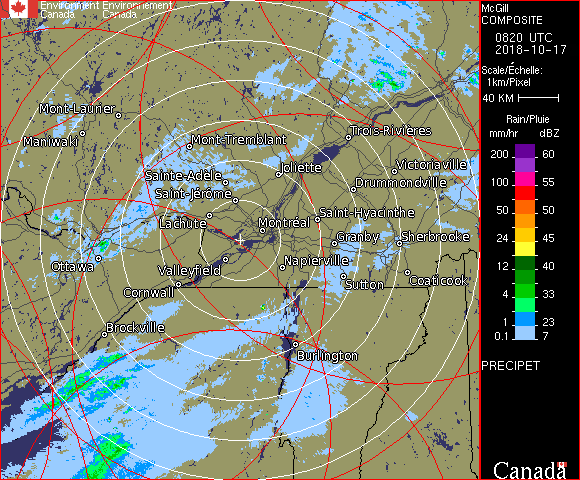 Environment Environnement
Canada Canada
McGill
COMPOSITE
0820 UTC
2018-10-17
Scale/Échelle:
1km/Pixel
40 KM
Rain/Pluie
mm/hr dBZ
200 60
150 57
100 55
50 50
24 45
12 40
4 33
1 23
0.1 7
PRECIPET
Canada
Mont-Laurier
Maniwaki
Mont-Tremblant
Trois-Rivières
Joliette
Victoriaville
Sainte-Adèle
Drummondville
Saint-Jérôme
Lachute
Saint-Hyacinthe
Montréal
Granby
Sherbrooke
Ottawa
Valleyfield
Napierville
Sutton
Coaticook
Cornwall
Brockville
Burlington